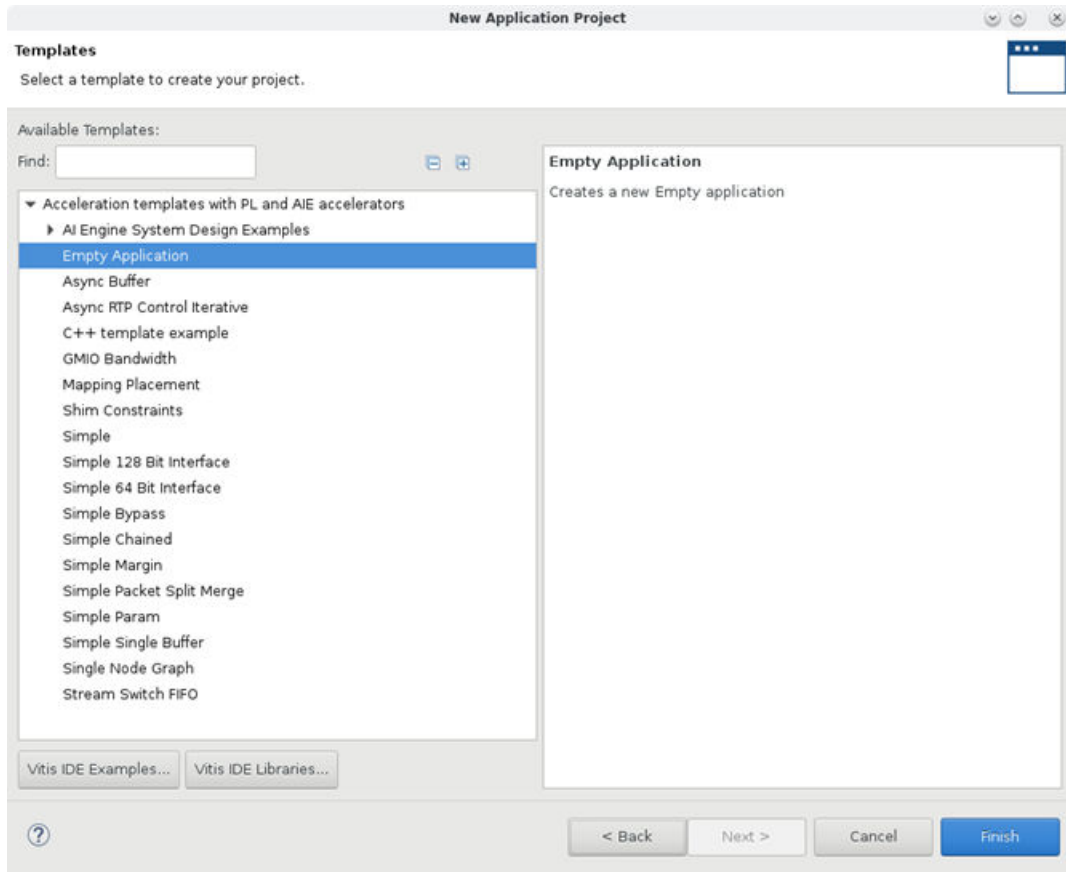 New Application Project
Templates
Select a template to create your project.
Available Templates:
Find:
Acceleration templates with PL and AIE accelerators
AI Engine System Design Examples
Empty Application
Async Buffer
Async RTP Control Iterative
C++ template example
GMIO Bandwidth
Mapping Placement
Shim Constraints
Simple
Simple 128 Bit Interface
Simple 64 Bit Interface
Simple Bypass
Simple Chained
Simple Margin
Simple Packet Split Merge
Simple Param
Simple Single Buffer
Single Node Graph
Stream Switch FIFO
Empty Application
Creates a new Empty application
Vitis IDE Examples...
Vitis IDE Libraries...
?
< Back
Next >
Cancel
Finish